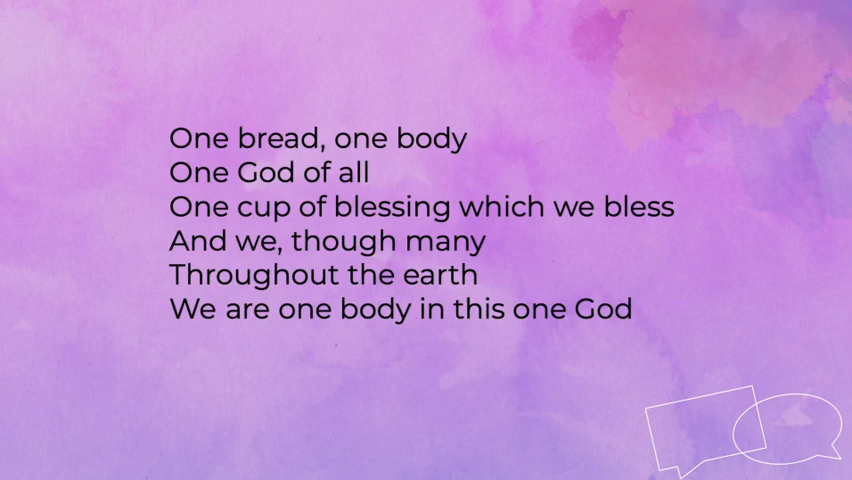 One bread, one body
One God of all
One cup of blessing which we bless
And we, though many
Throughout the earth
We are one body in this one God